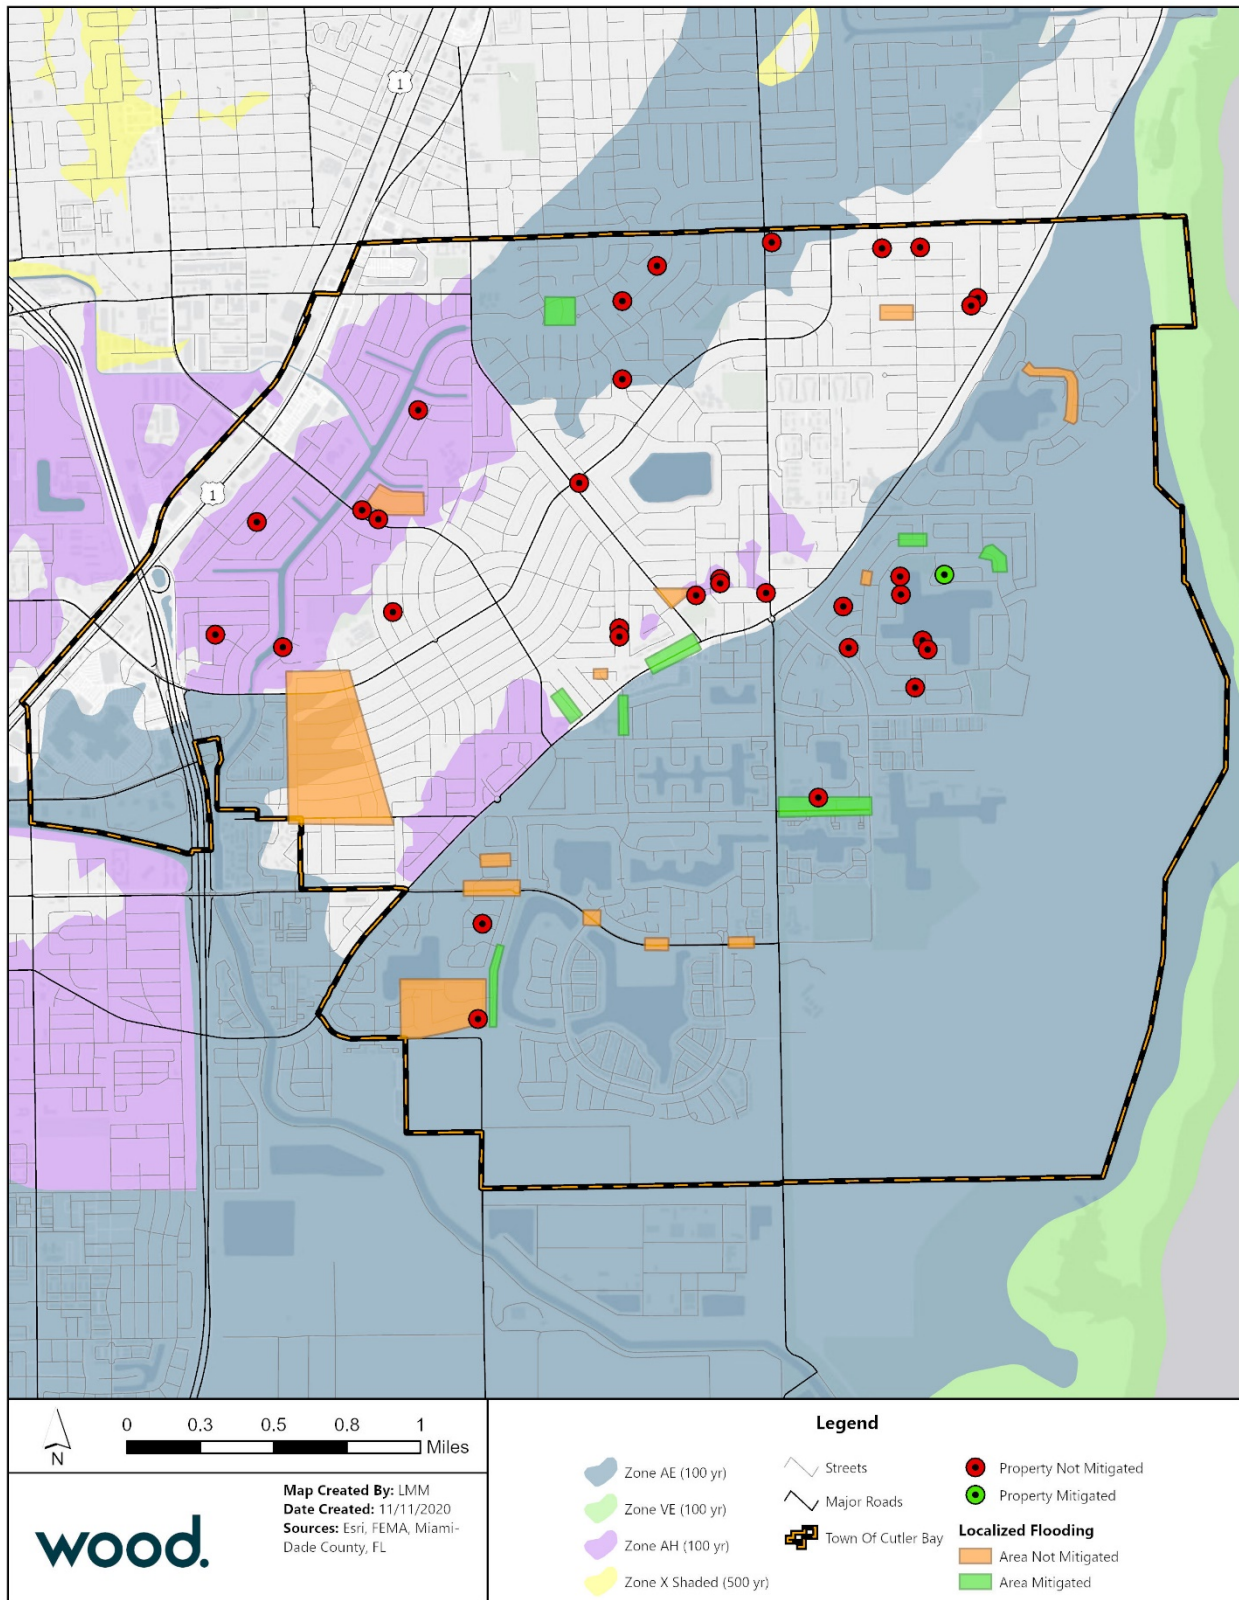 1
1
N
0 0.3 0.5 0.8 1
Miles
Map Created By: LMM
Date Created: 11/11/2020
Sources: Esri, FEMA, Miami-
Dade County, FL
wood.
Legend
Zone AE (100 yr)
Zone VE (100 yr)
Zone AH (100 yr)
Zone X Shaded (500 yr)
Streets
Major Roads
Town Of Cutler Bay
Property Not Mitigated
Property Mitigated
Localized Flooding
Area Not Mitigated
Area Mitigated